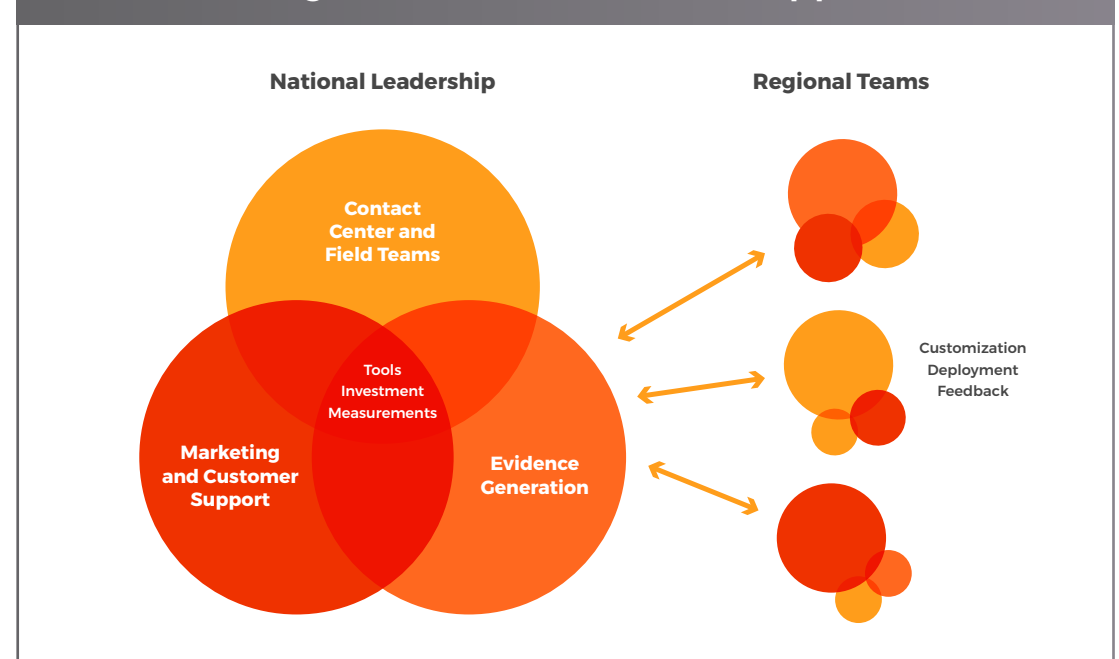 National Leadership
Regional Teams
Contact
Center and
Field Teams
Tools
Investment
Measurements
Marketing
and Customer
Support
Evidence
Generation
Customization
Deployment
Feedback